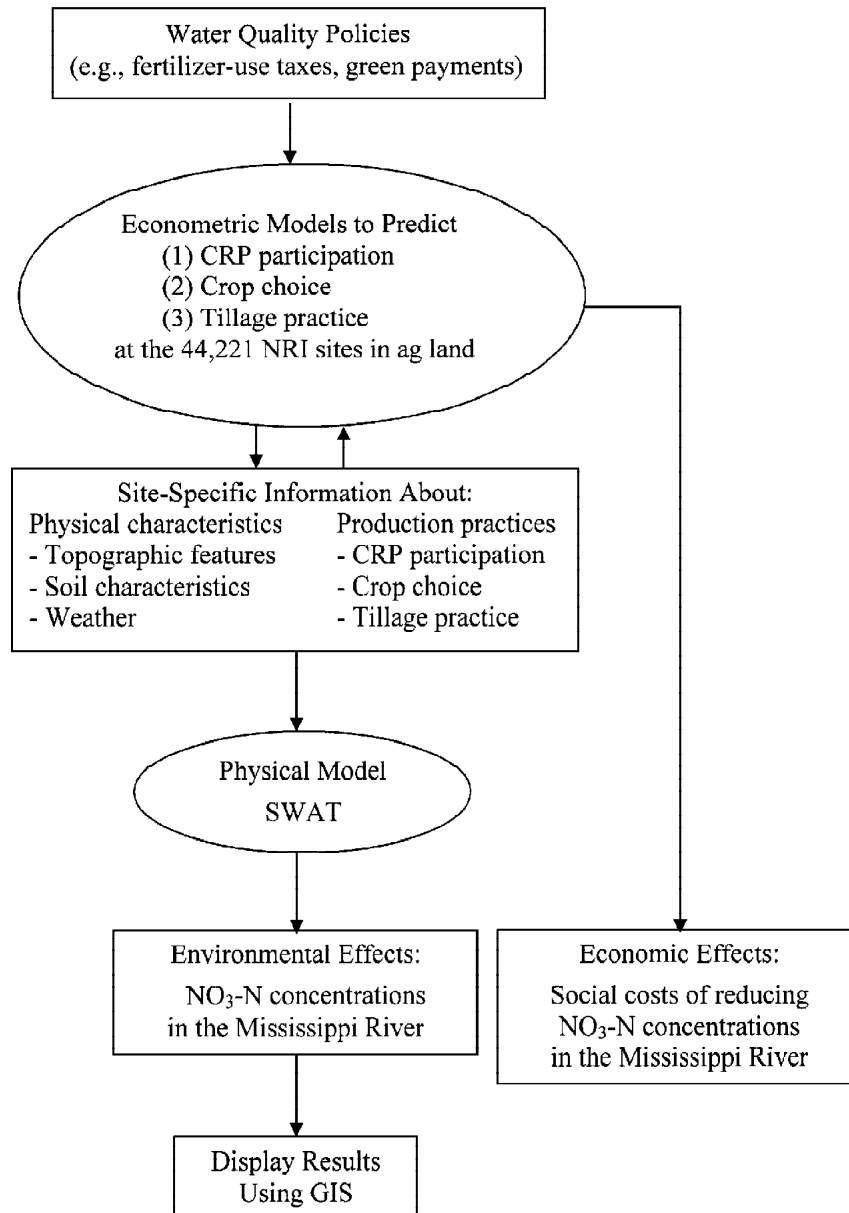 Water Quality Policies
(e.g., fertilizer-use taxes, green payments)
Econometric Models to Predict
(1) CRP participation
(2) Crop choice
(3) Tillage practice
at the 44,221 NRI sites in ag land
Site-Specific Information About:
Physical characteristics
- Topographic features
- Soil characteristics
- Weather
Production practices
- CRP participation
- Crop choice
- Tillage practice
Physical Model
SWAT
Environmental Effects:
NO₃-N concentrations
in the Mississippi River
Economic Effects:
Social costs of reducing
NO₃-N concentrations
in the Mississippi River
Display Results
Using GIS